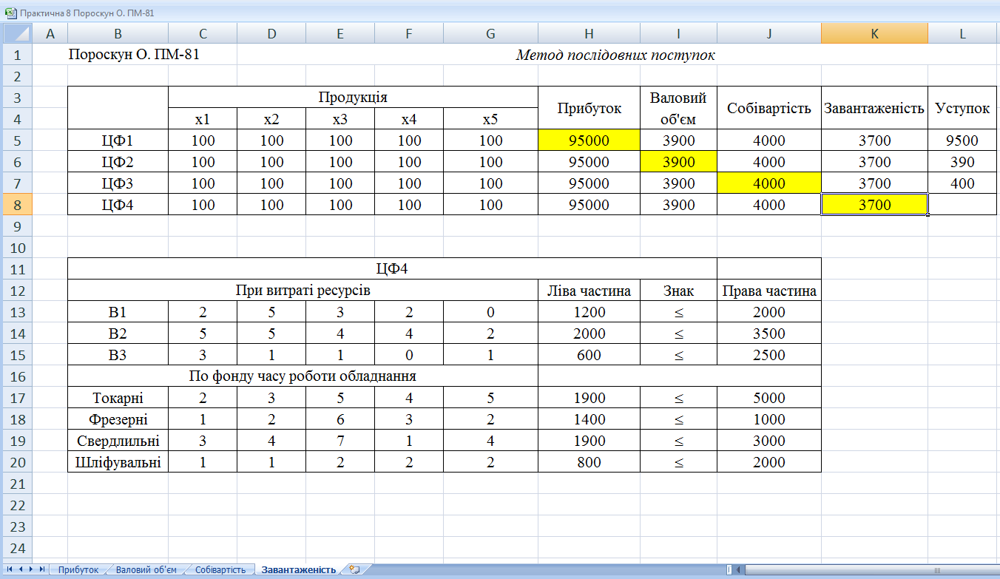 Практична 8 Пороскун О. ПМ-81
A B C D E F G H I J K L
1 Пороскун О. ПМ-81 Метод послідовних поступок
2
3 Продукція Прибуток Валовий об'єм Собівартість Завантаженість Уступок
4 x1 x2 x3 x4 x5
5 ЦФ1 100 100 100 100 100 95000 3900 4000 3700 9500
6 ЦФ2 100 100 100 100 100 95000 3900 4000 3700 390
7 ЦФ3 100 100 100 100 100 95000 3900 4000 3700 400
8 ЦФ4 100 100 100 100 100 95000 3900 4000 3700
9
10
11 ЦФ4
12 При витраті ресурсів Ліва частина Знак Права частина
13 В1 2 5 3 2 0 1200 ≤ 2000
14 В2 5 5 4 4 2 2000 ≤ 3500
15 В3 3 1 1 0 1 600 ≤ 2500
16 По фонду часу роботи обладнання
17 Токарні 2 3 5 4 5 1900 ≤ 5000
18 Фрезерні 1 2 6 3 2 1400 ≤ 1000
19 Свердлильні 3 4 7 1 4 1900 ≤ 3000
20 Шліфувальні 1 1 2 2 2 800 ≤ 2000
21
22
23
24
Прибуток Валовий об'єм Собівартість Завантаженість